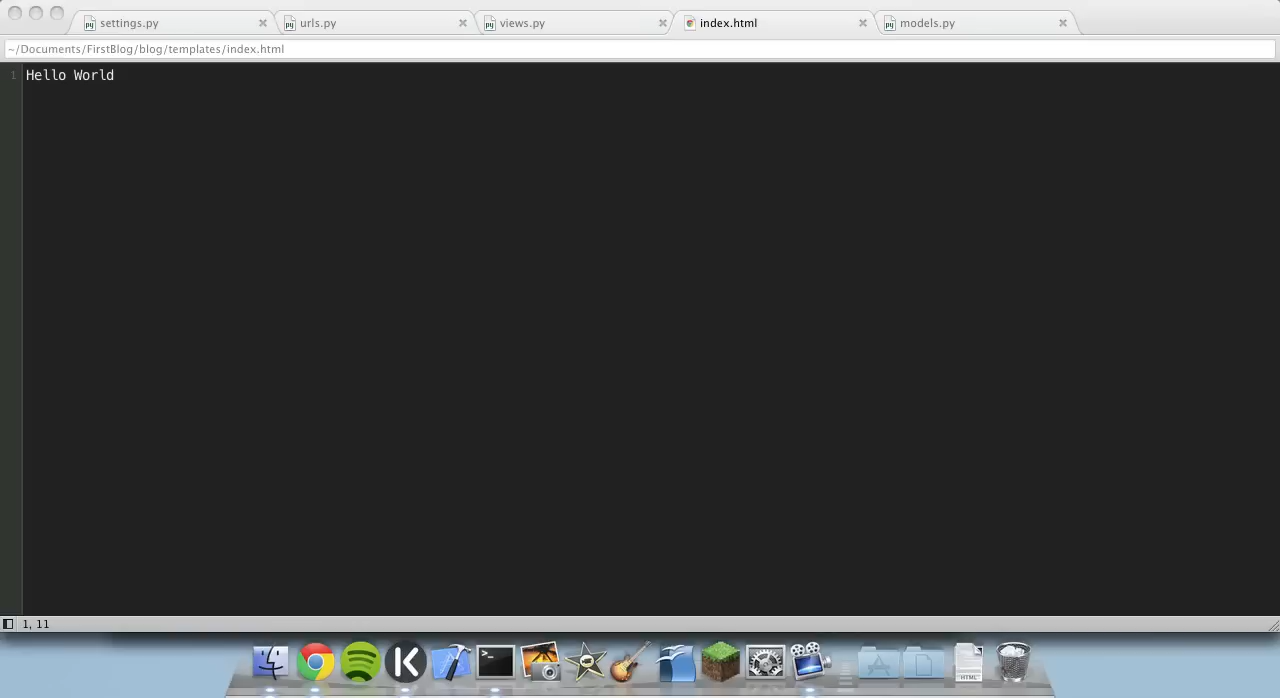 settings.py
urls.py
views.py
index.html
models.py
~/Documents/FirstBlog/blog/templates/index.html
1 Hello World
1, 11
HTML